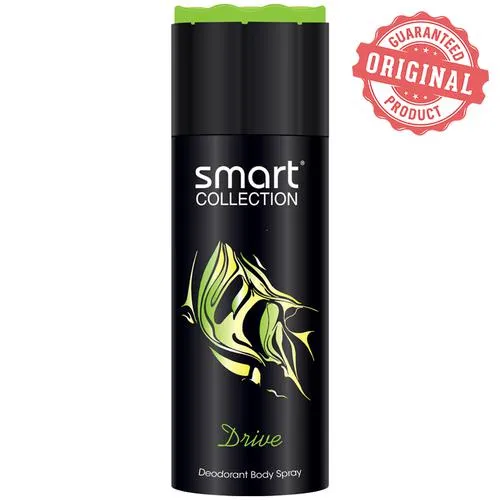 GUARANTEED
ORIGINAL
PRODUCT
smart®
COLLECTION
Drive
Deodorant Body Spray